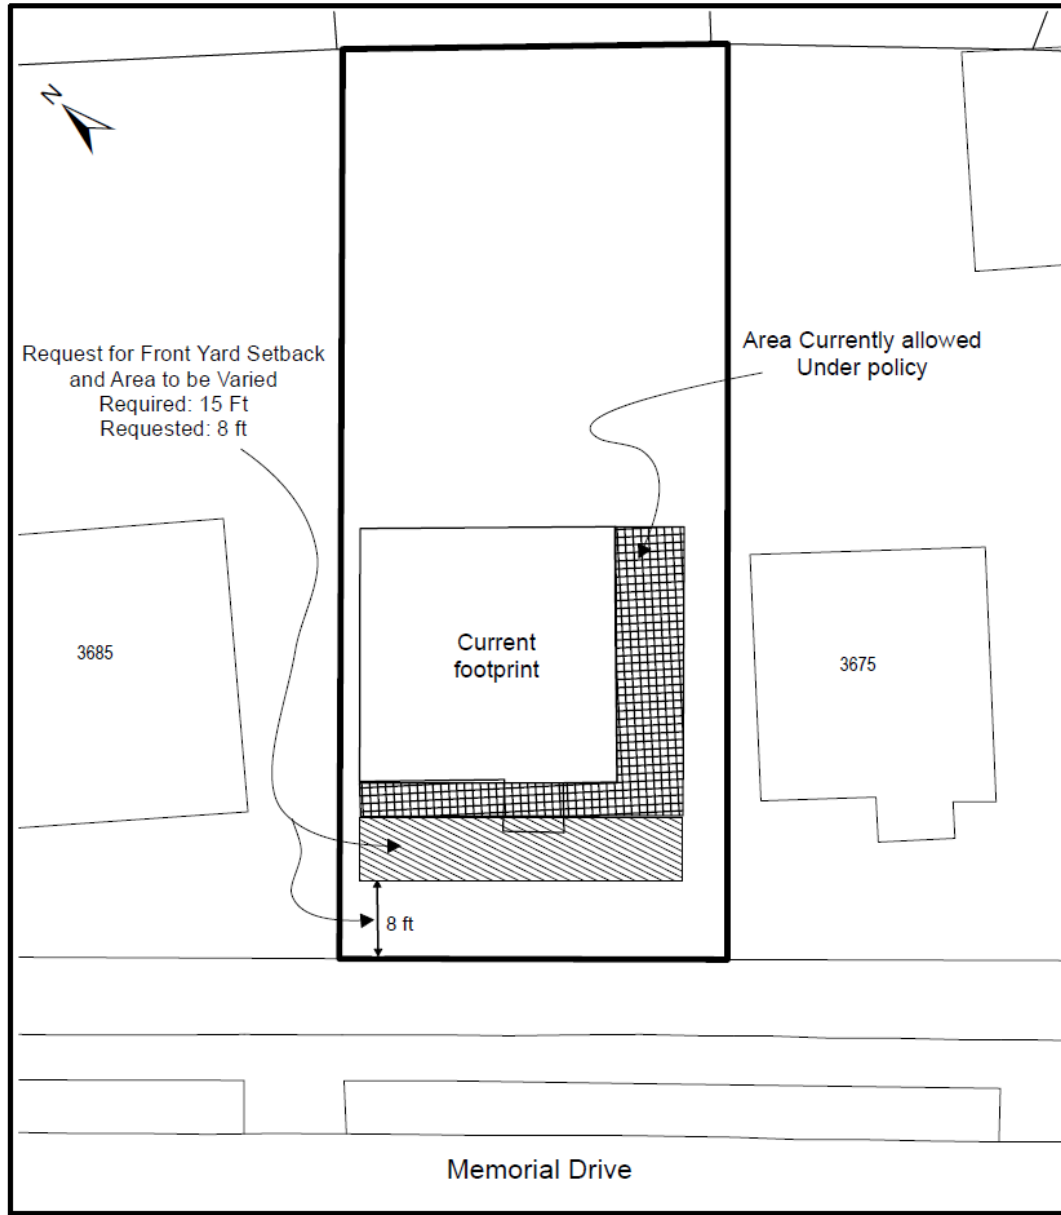 N
Request for Front Yard Setback
and Area to be Varied
Required: 15 Ft
Requested: 8 ft
Area Currently allowed
Under policy
3685
Current
footprint
3675
8 ft
Memorial Drive